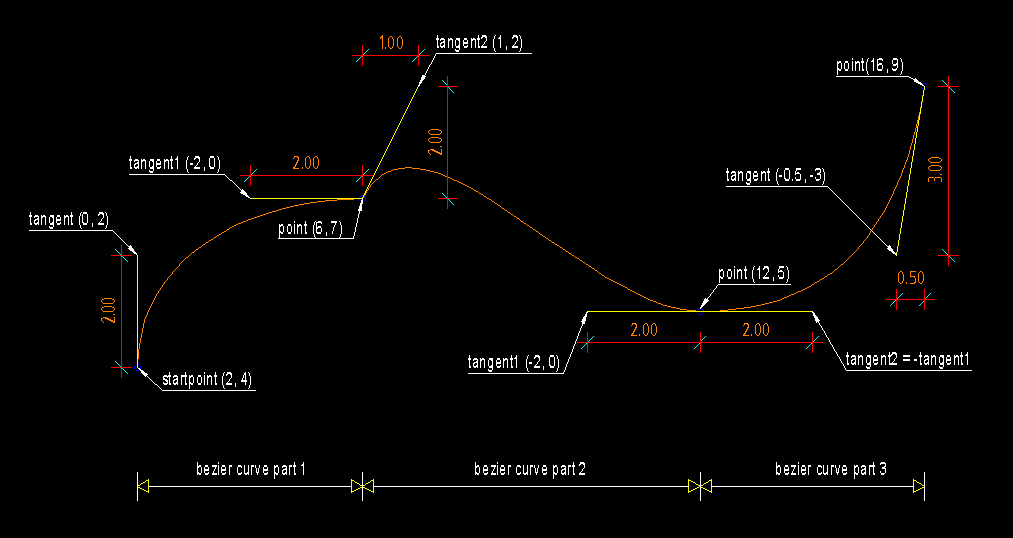 1.00
tangent2 (1, 2)
point(16, 9)
2.00
tangent1 (-2, 0)
2.00
3.00
tangent (-0.5, -3)
tangent (0, 2)
point (6, 7)
point (12, 5)
0.50
2.00
2.00
2.00
tangent1 (-2, 0)
tangent2 = -tangent1
startpoint (2, 4)
bezier curve part 1
bezier curve part 2
bezier curve part 3